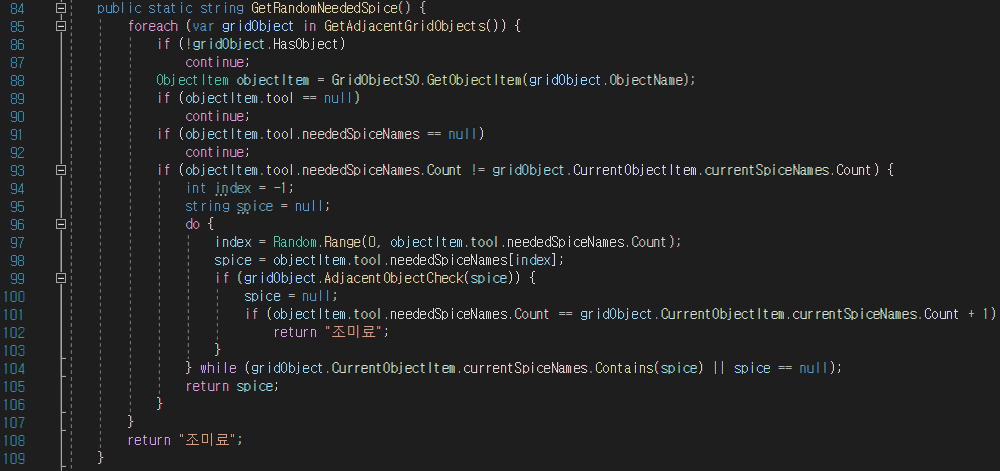 84 public static string GetRandomNeededSpice() {
85 foreach (var gridObject in GetAdjacentGridObjects()) {
86 if (!gridObject.HasObject)
87 continue;
88 ObjectItem objectItem = GridObjectSO.GetObjectItem(gridObject.ObjectName);
89 if (objectItem.tool == null)
90 continue;
91 if (objectItem.tool.neededSpiceNames == null)
92 continue;
93 if (objectItem.tool.neededSpiceNames.Count != gridObject.CurrentObjectItem.currentSpiceNames.Count) {
94 int index = -1;
95 string spice = null;
96 do {
97 index = Random.Range(0, objectItem.tool.neededSpiceNames.Count);
98 spice = objectItem.tool.neededSpiceNames[index];
99 if (gridObject.AdjacentObjectCheck(spice)) {
100 spice = null;
101 if (objectItem.tool.neededSpiceNames.Count == gridObject.CurrentObjectItem.currentSpiceNames.Count + 1)
102 return "조미료";
103 }
104 } while (gridObject.CurrentObjectItem.currentSpiceNames.Contains(spice) || spice == null);
105 return spice;
106 }
107 }
108 return "조미료";
109 }